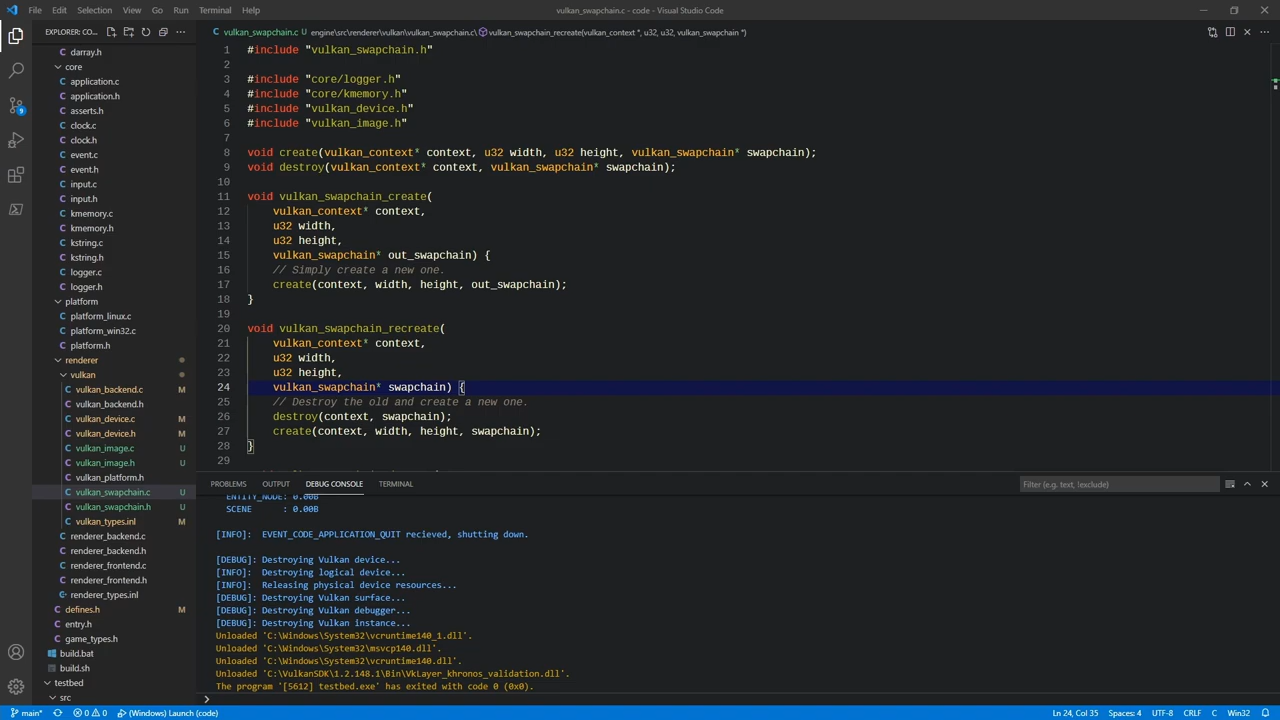 File Edit Selection View Go Run Terminal Help
vulkan_swapchain.c - code - Visual Studio Code
EXPLORER: CO...
darray.h
core
application.c
application.h
asserts.h
clock.c
clock.h
event.c
event.h
input.c
input.h
kmemory.c
kmemory.h
kstring.c
kstring.h
logger.c
logger.h
platform
platform_linux.c
platform_win32.c
platform.h
renderer
vulkan
vulkan_backend.c M
vulkan_backend.h
vulkan_device.c M
vulkan_device.h M
vulkan_image.c U
vulkan_image.h U
vulkan_platform.h
vulkan_swapchain.c U
vulkan_swapchain.h U
vulkan_types.inl M
renderer_backend.c
renderer_backend.h
renderer_frontend.c
renderer_frontend.h
renderer_types.inl
defines.h M
entry.h
game_types.h
build.bat
build.sh
testbed
src
9
C vulkan_swapchain.c U engine\src\renderer\vulkan\vulkan_swapchain.c\vulkan_swapchain_recreate(vulkan_context *, u32, u32, vulkan_swapchain *)
1 #include "vulkan_swapchain.h"
2
3 #include "core/logger.h"
4 #include "core/kmemory.h"
5 #include "vulkan_device.h"
6 #include "vulkan_image.h"
7
8 void create(vulkan_context* context, u32 width, u32 height, vulkan_swapchain* swapchain);
9 void destroy(vulkan_context* context, vulkan_swapchain* swapchain);
10
11 void vulkan_swapchain_create(
12 vulkan_context* context,
13 u32 width,
14 u32 height,
15 vulkan_swapchain* out_swapchain) {
16 // Simply create a new one.
17 create(context, width, height, out_swapchain);
18 }
19
20 void vulkan_swapchain_recreate(
21 vulkan_context* context,
22 u32 width,
23 u32 height,
24 vulkan_swapchain* swapchain) {
25 // Destroy the old and create a new one.
26 destroy(context, swapchain);
27 create(context, width, height, swapchain);
28 }
29
PROBLEMS OUTPUT DEBUG CONSOLE TERMINAL
Filter (e.g. text, !exclude)
ENTITY_NODE: 0.00B
SCENE : 0.00B
[INFO]: EVENT_CODE_APPLICATION_QUIT recieved, shutting down.
[DEBUG]: Destroying Vulkan device...
[INFO]: Destroying logical device...
[INFO]: Releasing physical device resources...
[DEBUG]: Destroying Vulkan surface...
[DEBUG]: Destroying Vulkan debugger...
[DEBUG]: Destroying Vulkan instance...
Unloaded 'C:\Windows\System32\vcruntime140_1.dll'.
Unloaded 'C:\Windows\System32\msvcp140.dll'.
Unloaded 'C:\Windows\System32\vcruntime140.dll'.
Unloaded 'C:\VulkanSDK\1.2.148.1\Bin\VkLayer_khronos_validation.dll'.
The program '[5612] testbed.exe' has exited with code 0 (0x0).
main* 0 0 (Windows) Launch (code)
Ln 24, Col 35 Spaces: 4 UTF-8 CRLF C Win32